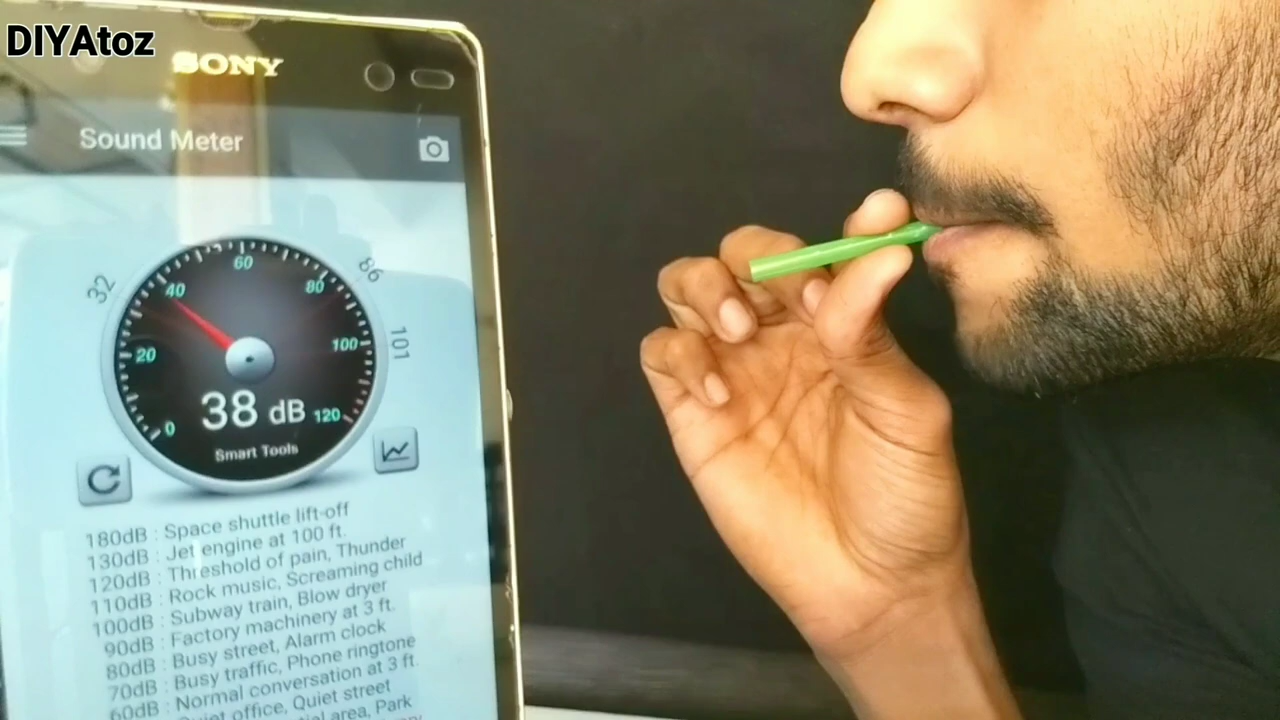 DIYAtoz
SONY
Sound Meter
32
86
101
0
20
40
60
80
100
120
38 dB
Smart Tools
180dB : Space shuttle lift-off
130dB : Jet engine at 100 ft.
120dB : Threshold of pain, Thunder
110dB : Rock music, Screaming child
100dB : Subway train, Blow dryer
90dB : Factory machinery at 3 ft.
80dB : Busy street, Alarm clock
70dB : Busy traffic, Phone ringtone
60dB : Normal conversation at 3 ft.
office, Quiet street
area, Park